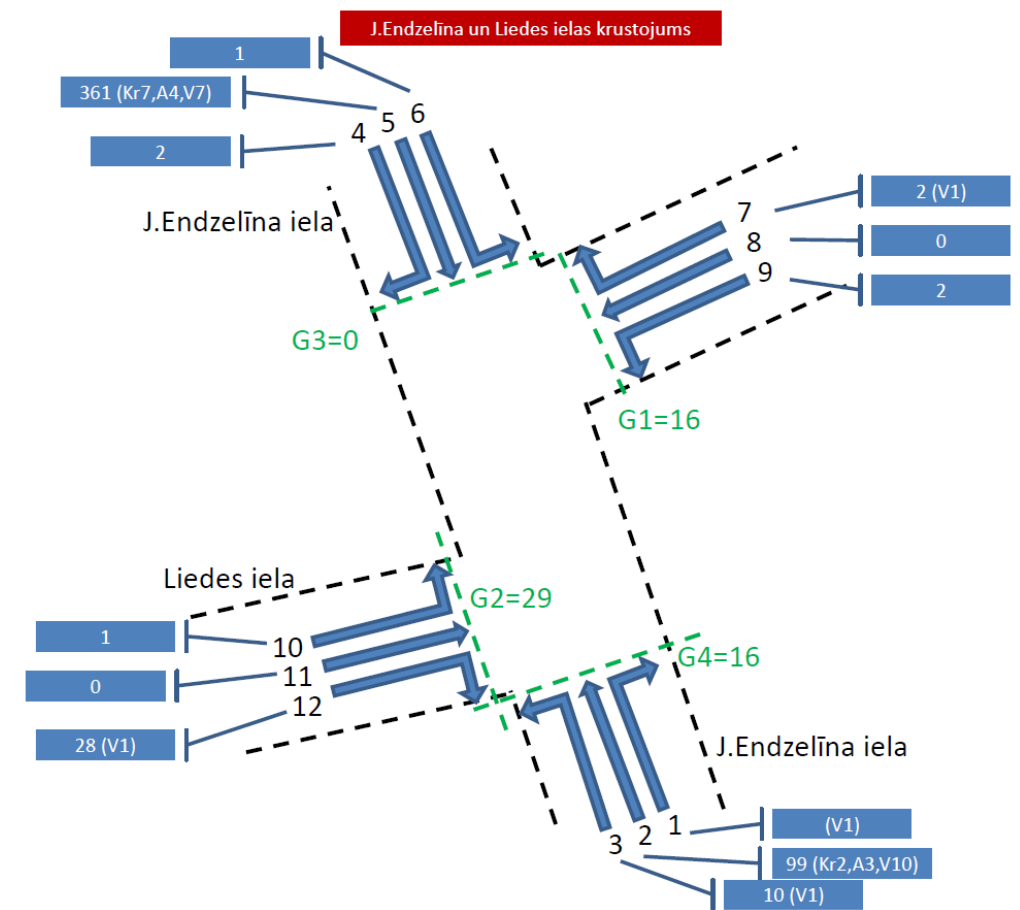 J.Endzelīna un Liedes ielas krustojums
1
361 (Kr7,A4,V7)
2
4
5
6
J.Endzelīna iela
7
8
9
2 (V1)
0
2
G3=0
G1=16
Liedes iela
G2=29
1
0
28 (V1)
10
11
12
G4=16
J.Endzelīna iela
3
2
1
(V1)
99 (Kr2,A3,V10)
10 (V1)